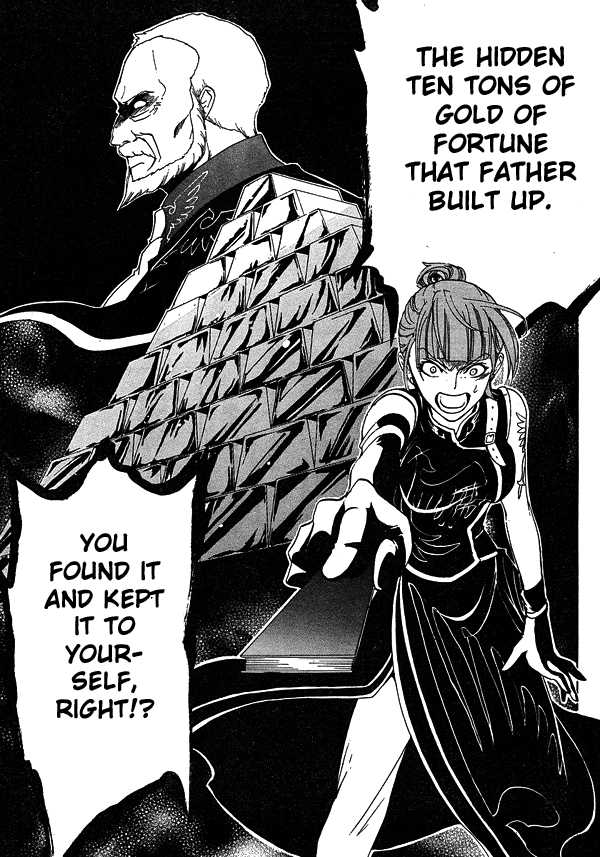 THE HIDDEN
TEN TONS OF
GOLD OF
FORTUNE
THAT FATHER
BUILT UP.
YOU
FOUND IT
AND KEPT
IT TO
YOUR-
SELF,
RIGHT!?